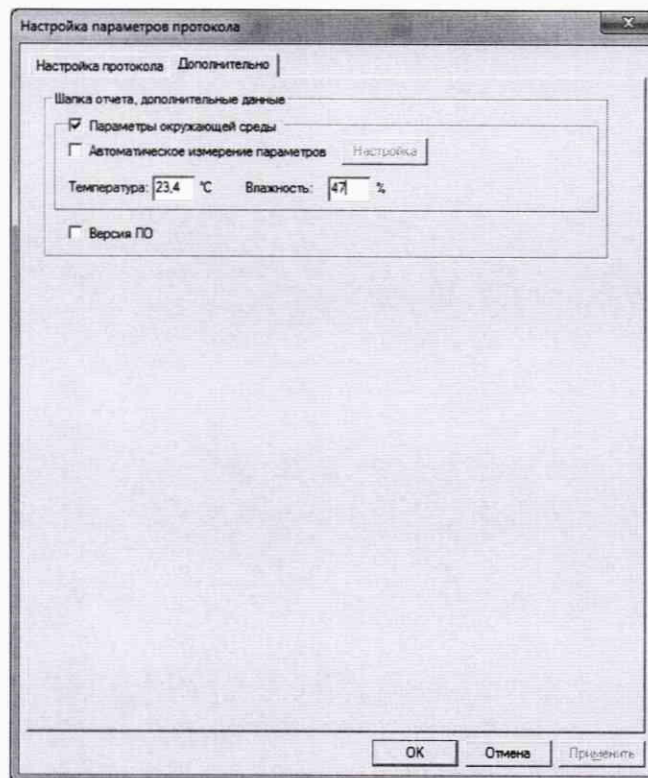 Настройка параметров протокола
Настройка протокола Дополнительно
Шапка отчета, дополнительные данные
Параметры окружающей среды
Автоматическое измерение параметров Настройка
Температура: 23,4 °C Влажность: 47 %
Версия ПО
OK Отмена Применить